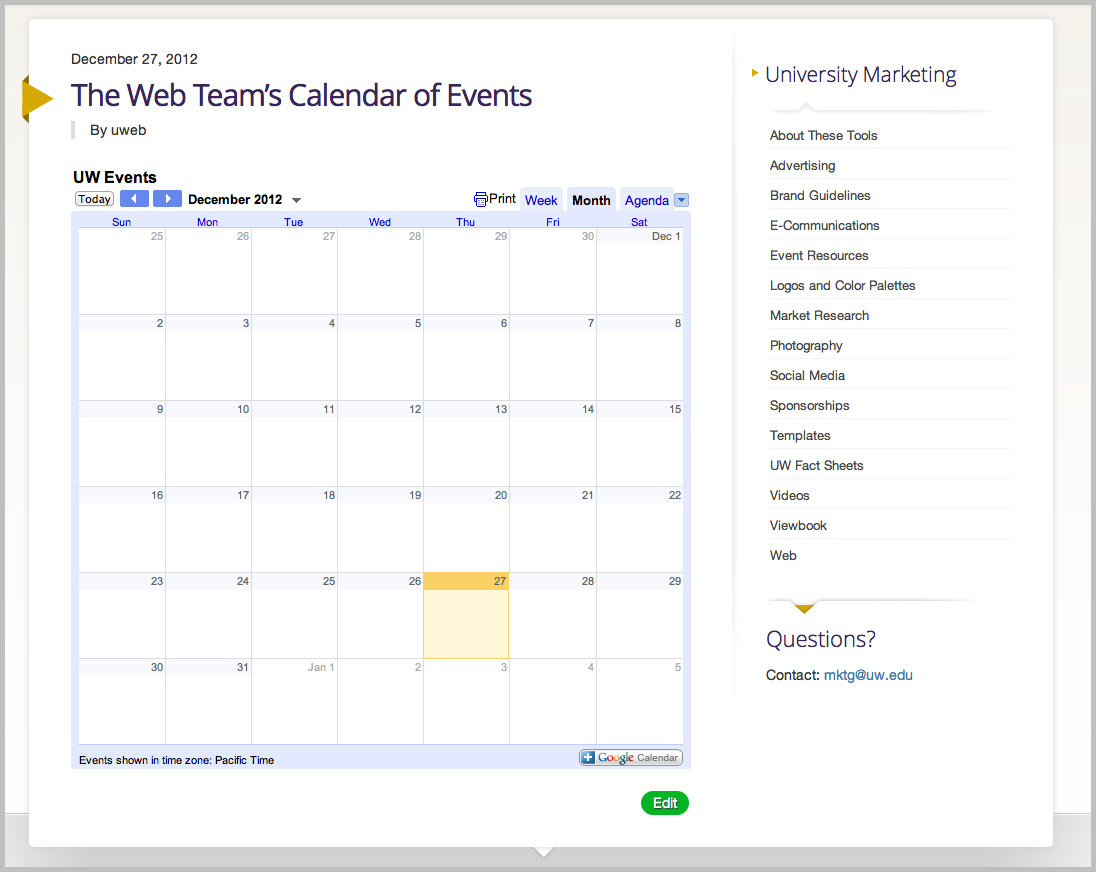 December 27, 2012
The Web Team's Calendar of Events
By uweb
UW Events
Today December 2012 Print Week Month Agenda
Sun Mon Tue Wed Thu Fri Sat
25 26 27 28 29 30 Dec 1
2 3 4 5 6 7 8
9 10 11 12 13 14 15
16 17 18 19 20 21 22
23 24 25 26 27 28 29
30 31 Jan 1 2 3 4 5
Events shown in time zone: Pacific Time Google Calendar
Edit
University Marketing
About These Tools
Advertising
Brand Guidelines
E-Communications
Event Resources
Logos and Color Palettes
Market Research
Photography
Social Media
Sponsorships
Templates
UW Fact Sheets
Videos
Viewbook
Web
Questions?
Contact: mktg@uw.edu